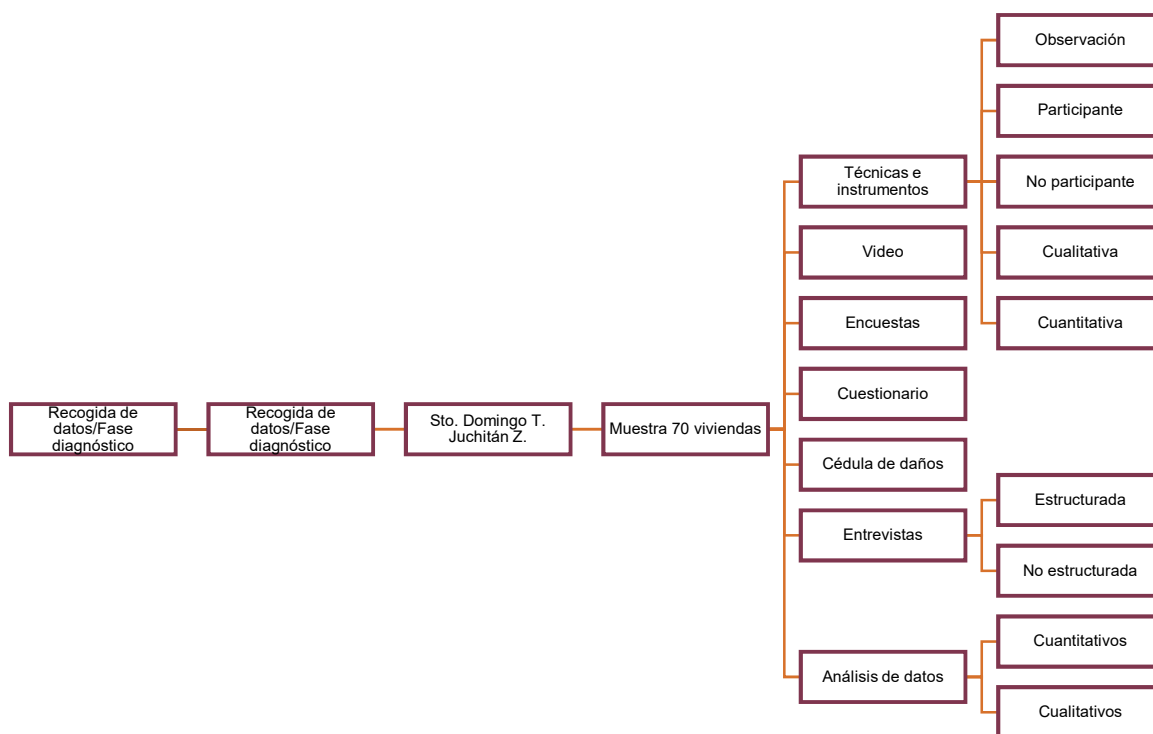 Observación
Participante
Técnicas e
instrumentos
No participante
Video
Cualitativa
Encuestas
Cuantitativa
Recogida de
datos/Fase
diagnóstico
Recogida de
datos/Fase
diagnóstico
Sto. Domingo T.
Juchitán Z.
Muestra 70 viviendas
Cuestionario
Cédula de daños
Entrevistas
Estructurada
No estructurada
Análisis de datos
Cuantitativos
Cualitativos